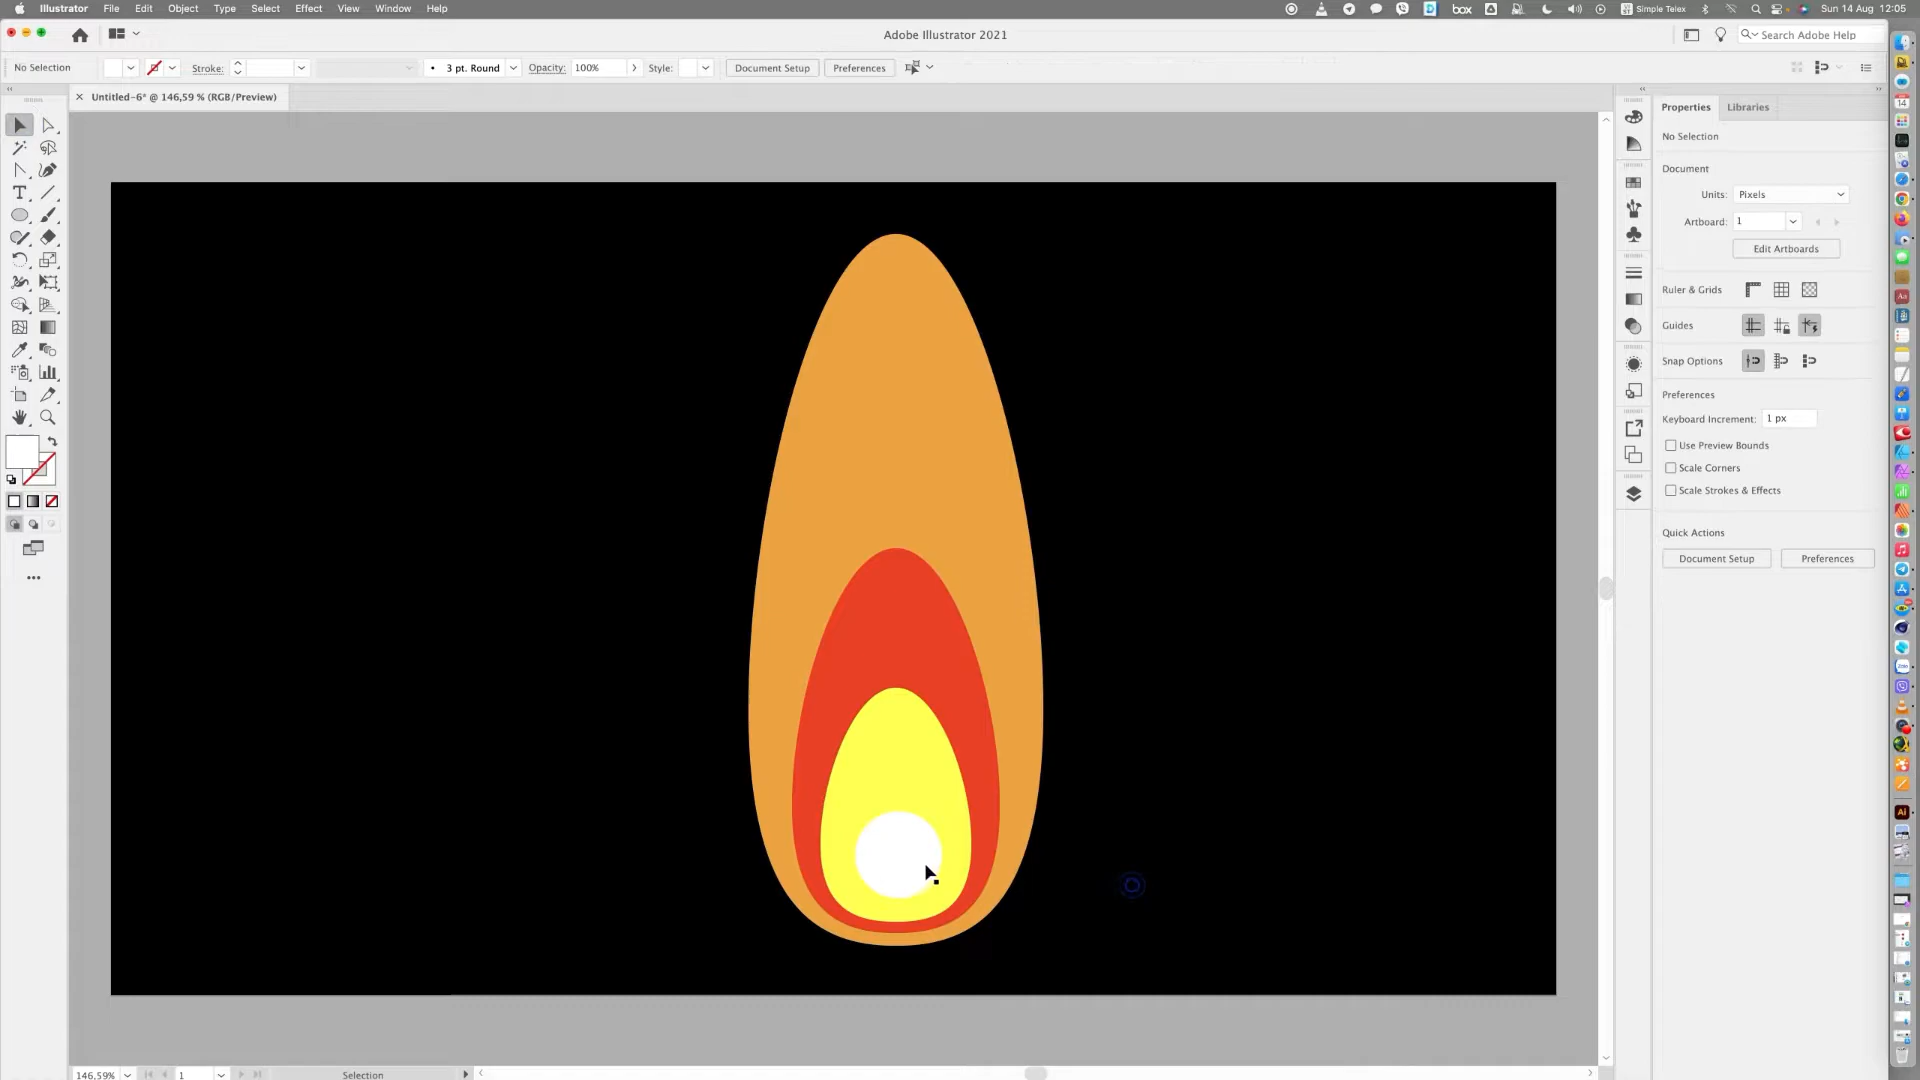 Illustrator File Edit Object Type Select Effect View Window Help
box Simple Telex Sun 14 Aug 12:05
Adobe Illustrator 2021
Search Adobe Help
No Selection
Stroke:
3 pt. Round
Opacity: 100%
Style:
Document Setup
Preferences
Untitled-6* @ 146,59 % (RGB/Preview)
Properties
Libraries
No Selection
Document
Units: Pixels
Artboard: 1
Edit Artboards
Ruler & Grids
Guides
Snap Options
Preferences
Keyboard Increment: 1 px
Use Preview Bounds
Scale Corners
Scale Strokes & Effects
Quick Actions
Document Setup
Preferences
146,59%
1
Selection